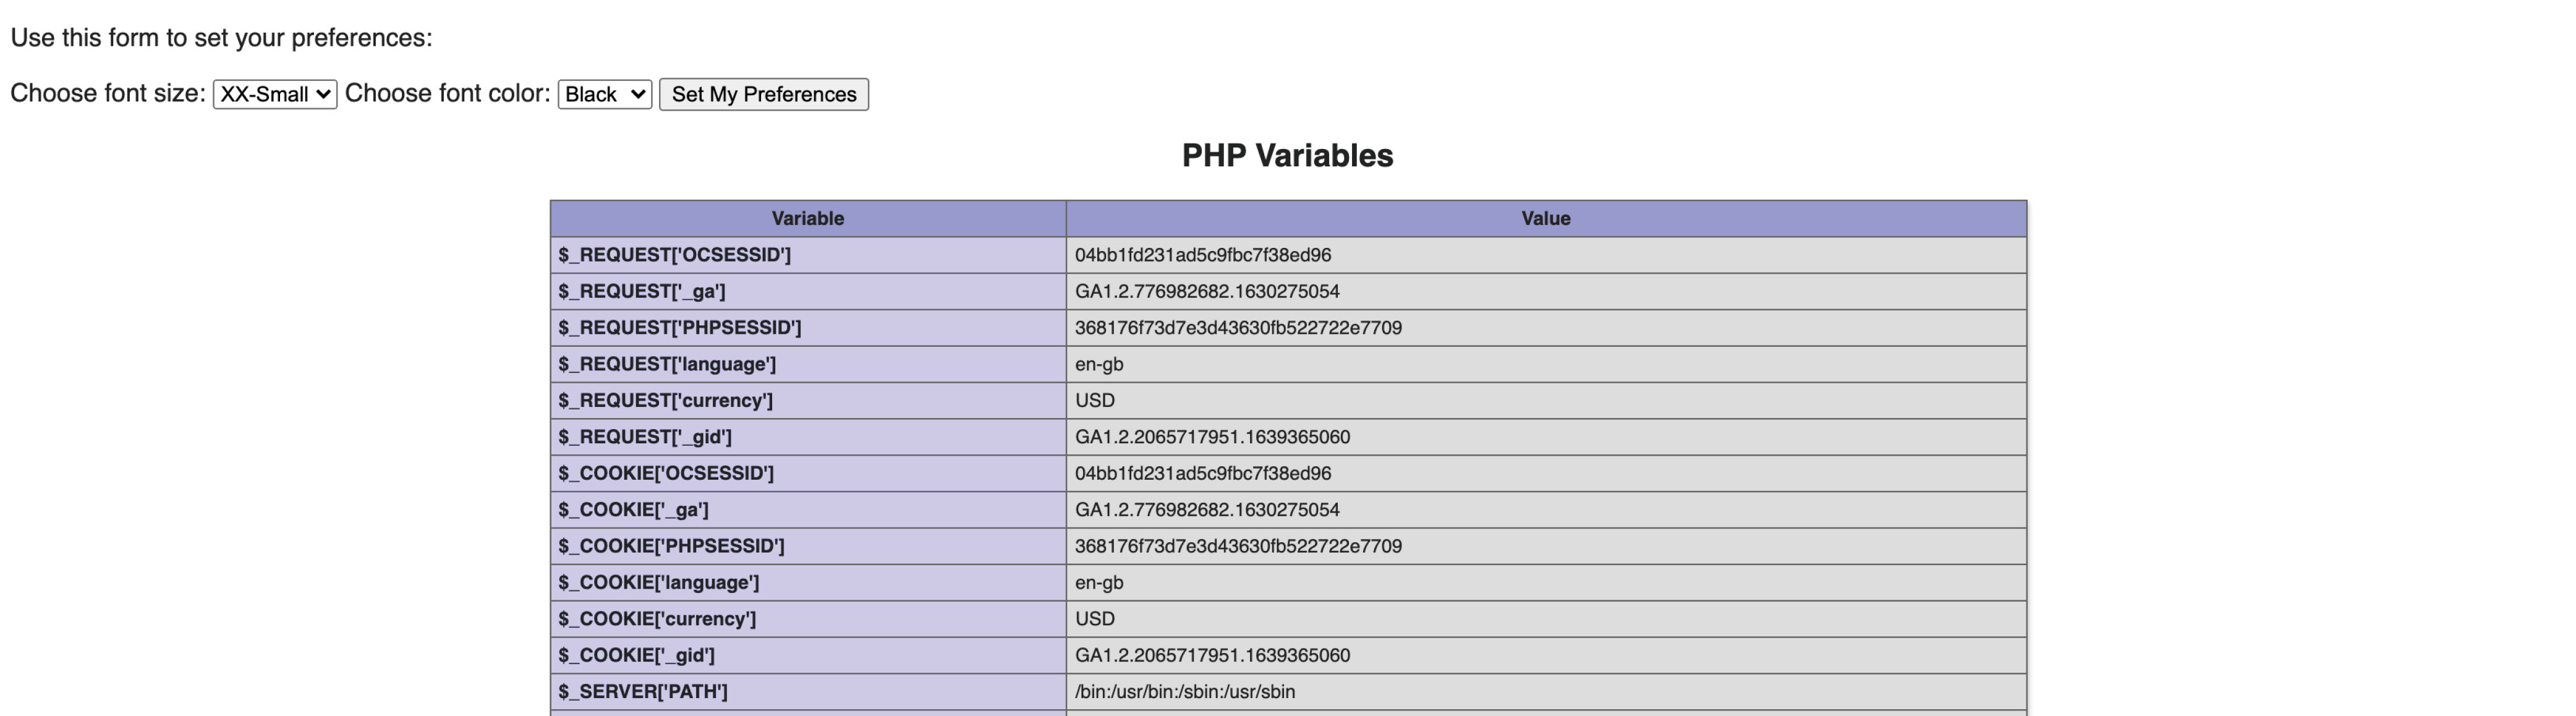 Use this form to set your preferences:
Choose font size: XX-Small Choose font color: Black Set My Preferences
PHP Variables
Variable Value
$_REQUEST['OCSESSID'] 04bb1fd231ad5c9fbc7f38ed96
$_REQUEST['_ga'] GA1.2.776982682.1630275054
$_REQUEST['PHPSESSID'] 368176f73d7e3d43630fb522722e7709
$_REQUEST['language'] en-gb
$_REQUEST['currency'] USD
$_REQUEST['_gid'] GA1.2.2065717951.1639365060
$_COOKIE['OCSESSID'] 04bb1fd231ad5c9fbc7f38ed96
$_COOKIE['_ga'] GA1.2.776982682.1630275054
$_COOKIE['PHPSESSID'] 368176f73d7e3d43630fb522722e7709
$_COOKIE['language'] en-gb
$_COOKIE['currency'] USD
$_COOKIE['_gid'] GA1.2.2065717951.1639365060
$_SERVER['PATH'] /bin:/usr/bin:/sbin:/usr/sbin